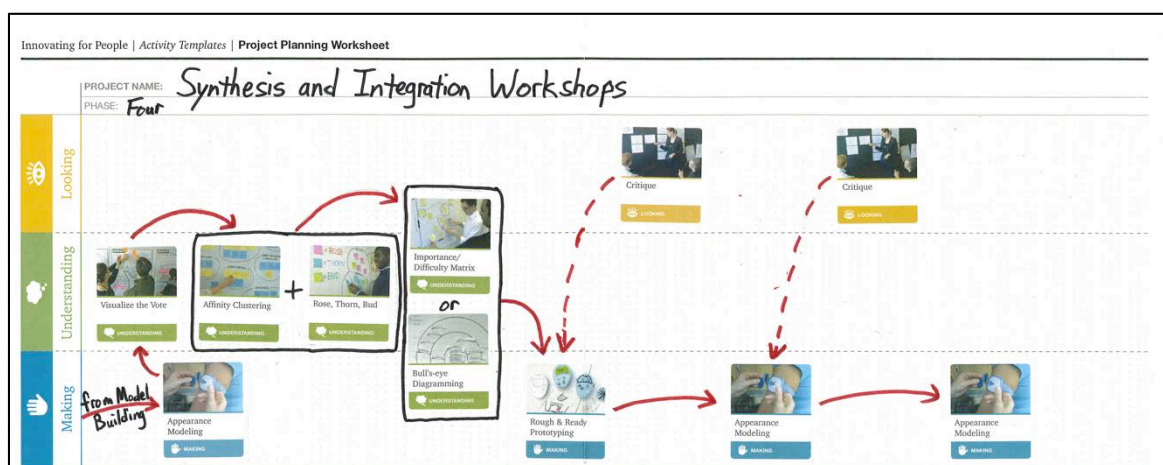 Innovating for People | Activity Templates | Project Planning Worksheet
PROJECT NAME: Synthesis and Integration Workshops
PHASE: Four
Looking
Critique
LOOKING
Critique
LOOKING
Understanding
Visualize the Vote
UNDERSTANDING
Affinity Clustering
UNDERSTANDING
+
Rose, Thorn, Bud
UNDERSTANDING
Importance/
Difficulty Matrix
UNDERSTANDING
or
Bull's-eye
Diagramming
UNDERSTANDING
Making
from Model
Building
Appearance
Modeling
MAKING
Rough & Ready
Prototyping
MAKING
Appearance
Modeling
MAKING
Appearance
Modeling
MAKING